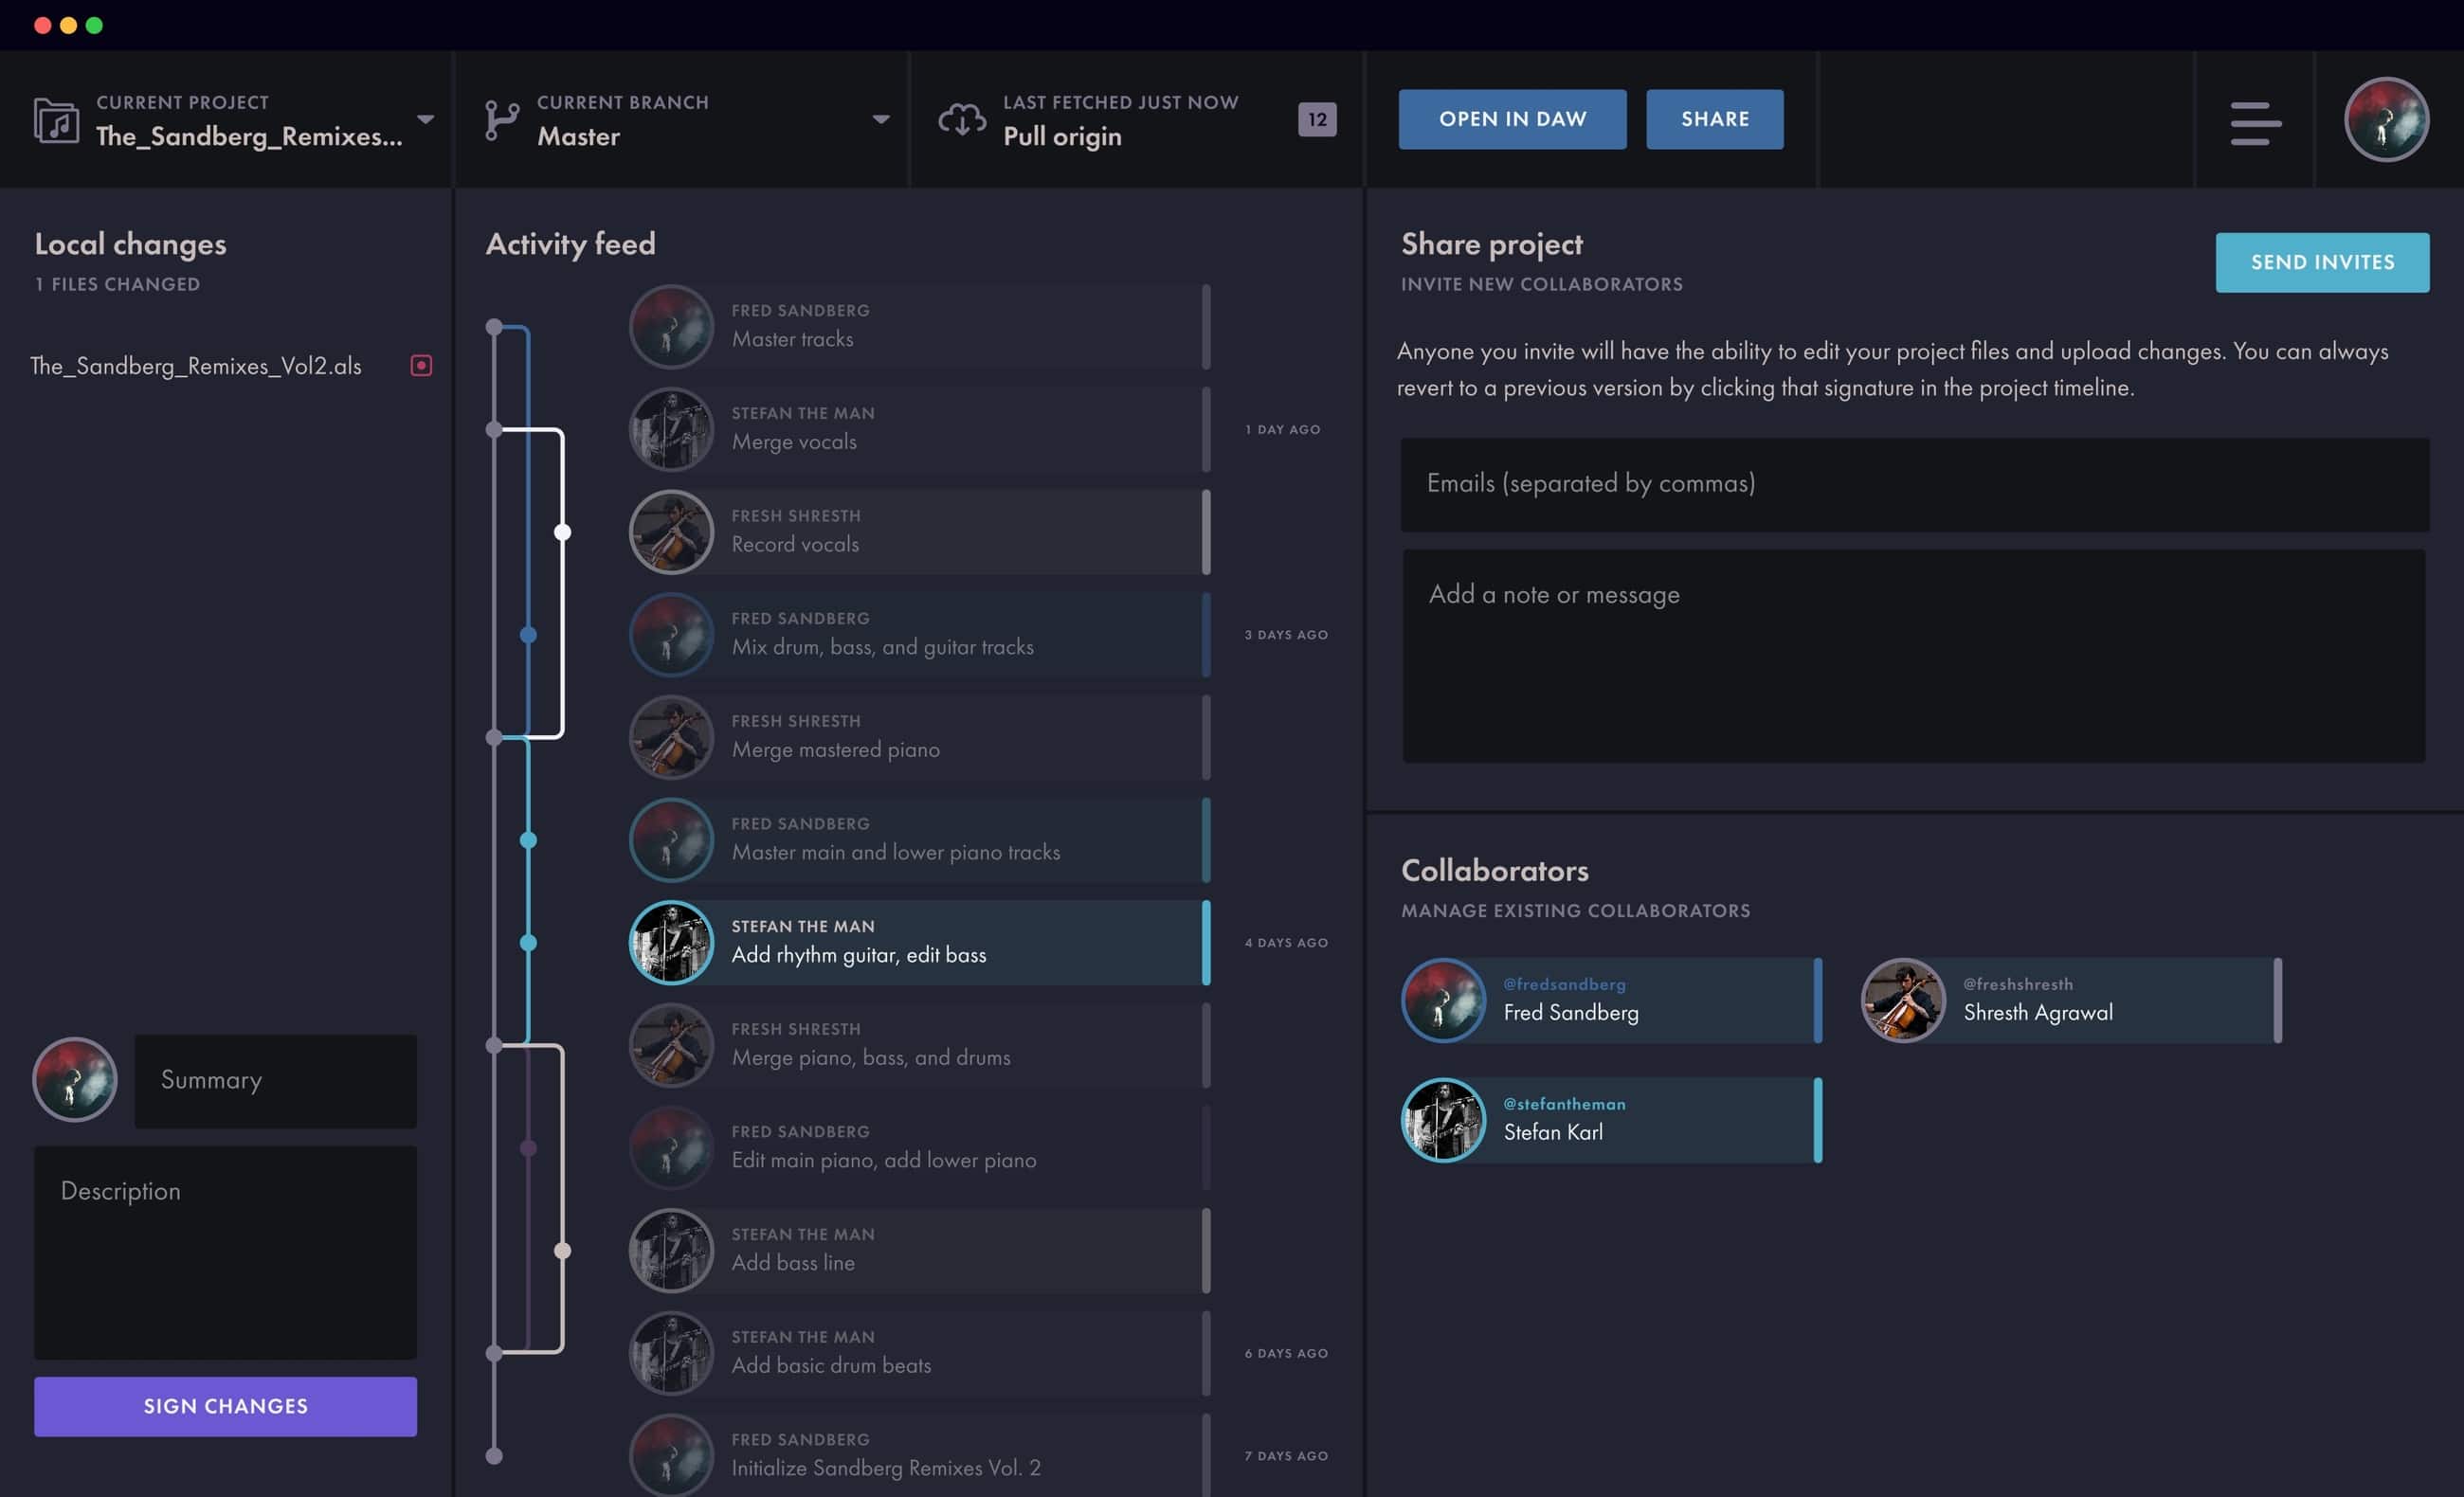 CURRENT PROJECT
The_Sandberg_Remixes...
CURRENT BRANCH
Master
LAST FETCHED JUST NOW
Pull origin
12
OPEN IN DAW
SHARE
Local changes
1 FILES CHANGED
The_Sandberg_Remixes_Vol2.als
Summary
Description
SIGN CHANGES
Activity feed
FRED SANDBERG
Master tracks
STEFAN THE MAN
Merge vocals
1 DAY AGO
FRESH SHRESTH
Record vocals
FRED SANDBERG
Mix drum, bass, and guitar tracks
3 DAYS AGO
FRESH SHRESTH
Merge mastered piano
FRED SANDBERG
Master main and lower piano tracks
STEFAN THE MAN
Add rhythm guitar, edit bass
4 DAYS AGO
FRESH SHRESTH
Merge piano, bass, and drums
FRED SANDBERG
Edit main piano, add lower piano
STEFAN THE MAN
Add bass line
STEFAN THE MAN
Add basic drum beats
6 DAYS AGO
FRED SANDBERG
Initialize Sandberg Remixes Vol. 2
7 DAYS AGO
Share project
INVITE NEW COLLABORATORS
SEND INVITES
Anyone you invite will have the ability to edit your project files and upload changes. You can always
revert to a previous version by clicking that signature in the project timeline.
Emails (separated by commas)
Add a note or message
Collaborators
MANAGE EXISTING COLLABORATORS
@fredsandberg
Fred Sandberg
@freshshresth
Shresth Agrawal
@stefantheman
Stefan Karl